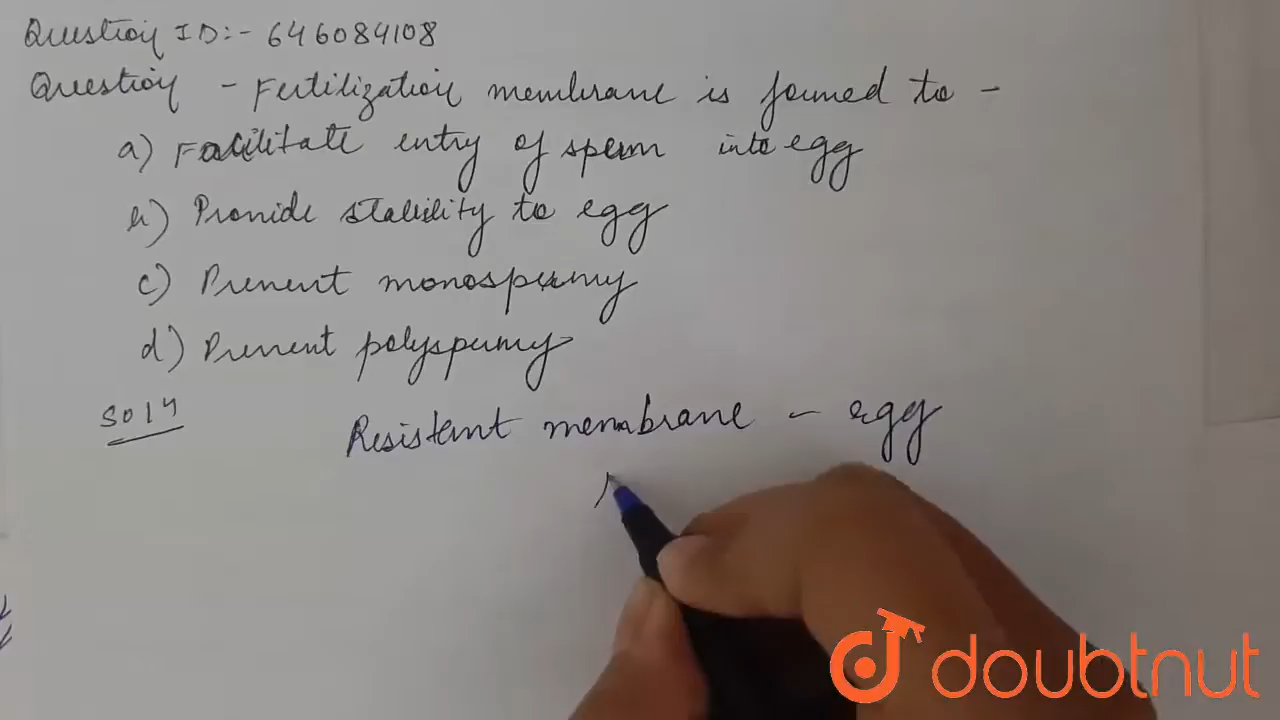 Question ID:- 646084108
Question - Fertilization membrane is formed to -
a) Facilitate entry of sperm into egg
b) Provide stability to egg
c) Prevent monospermy
d) Prevent polyspermy
Soln
Resistant membrane - egg
doubtnut